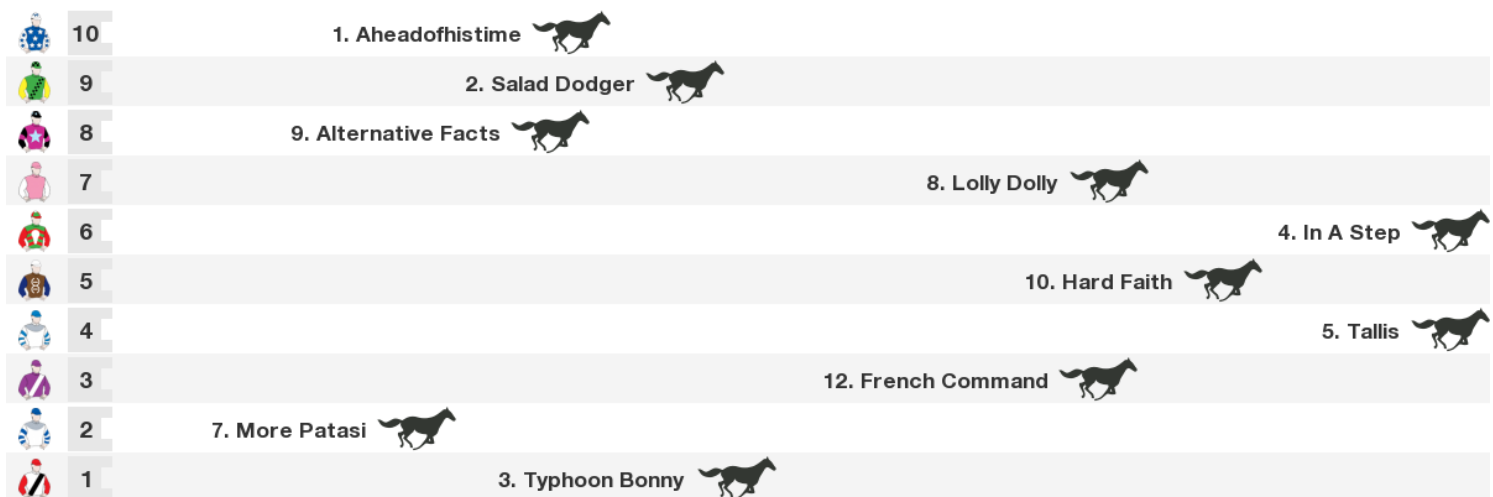 10 1. Aheadofhistime
9 2. Salad Dodger
8 9. Alternative Facts
7 8. Lolly Dolly
6 4. In A Step
5 10. Hard Faith
4 5. Tallis
3 12. French Command
2 7. More Patasi
1 3. Typhoon Bonny